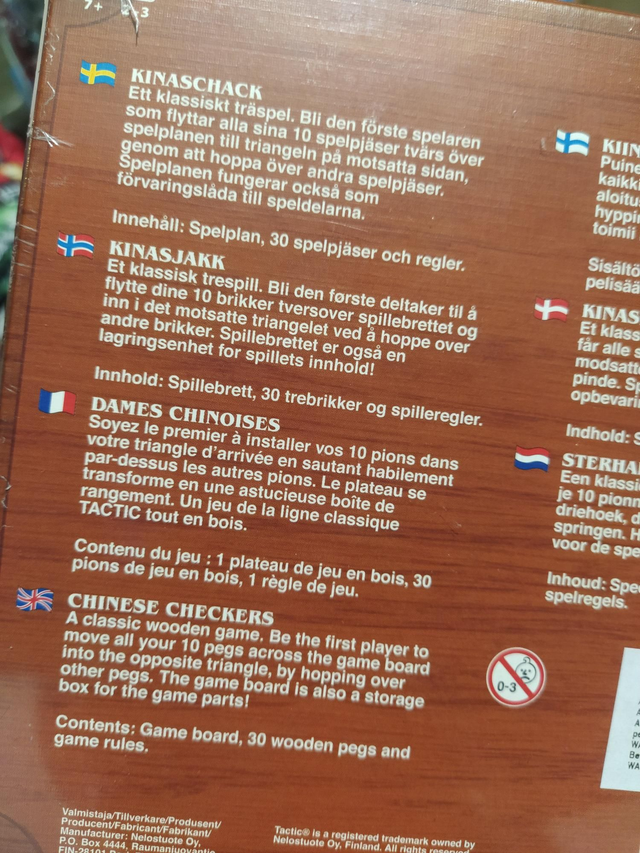 7+
2-3
KINASCHACK
Ett klassiskt träspel. Bli den förste spelaren
som flyttar alla sina 10 spelpjäser tvärs över
spelplanen till triangeln på motsatta sidan,
genom att hoppa över andra spelpjäser.
Spelplanen fungerar också som
förvaringslåda till speldelarna.
Innehåll: Spelplan, 30 spelpjäser och regler.
KINASJAKK
Et klassisk trespill. Bli den første deltaker til å
flytte dine 10 brikker tversover spillebrettet og
inn i det motsatte triangelet ved å hoppe over
andre brikker. Spillebrettet er også en
lagringsenhet for spillets innhold!
Innhold: Spillebrett, 30 trebrikker og spilleregler.
DAMES CHINOISES
Soyez le premier à installer vos 10 pions dans
votre triangle d'arrivée en sautant habilement
par-dessus les autres pions. Le plateau se
transforme en une astucieuse boîte de
rangement. Un jeu de la ligne classique
TACTIC tout en bois.
Contenu du jeu : 1 plateau de jeu en bois, 30
pions de jeu en bois, 1 règle de jeu.
CHINESE CHECKERS
A classic wooden game. Be the first player to
move all your 10 pegs across the game board
into the opposite triangle, by hopping over
other pegs. The game board is also a storage
box for the game parts!
Contents: Game board, 30 wooden pegs and
game rules.
KIIN
Puine
kaikk
aloitu
hyppi
toimii
Sisältö
pelisää
KINAS
Et klass
får alle
modsatt
pinde. Sp
opbevari
Indhold: S
STERHA
Een klassi
je 10 pionn
driehoek, d
springen. H
voor de spe
Inhoud: Spe
spelregels.
0-3
Valmistaja/Tillverkare/Produsent/
Producent/Fabricant/Fabrikant/
Manufacturer: Nelostuote Oy,
P.O. Box 4444, Raumanjuovantie
FIN-28101
Tactic® is a registered trademark owned by
Nelostuote Oy, Finland. All rights reserved